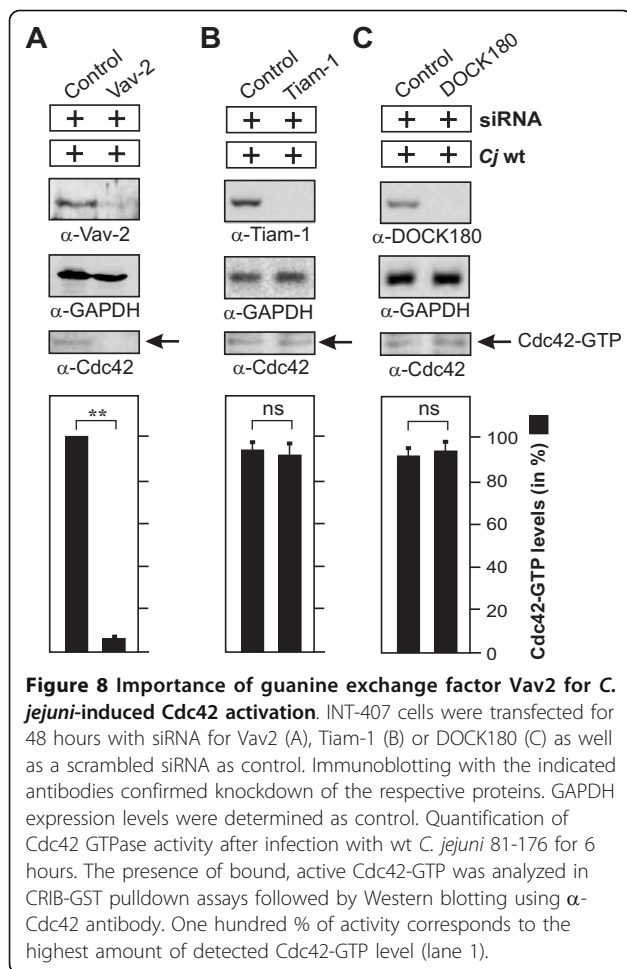 A B C
Control Vav-2 Control Tiam-1 Control DOCK180
+ + + + + + siRNA
+ + + + + + Cj wt
α-Vav-2 α-Tiam-1 α-DOCK180
α-GAPDH α-GAPDH α-GAPDH
Cdc42-GTP
α-Cdc42 α-Cdc42 α-Cdc42
** ns ns
100
80
60
40
20
0
Cdc42-GTP levels (in %)
Figure 8 Importance of guanine exchange factor Vav2 for C.
jejuni-induced Cdc42 activation. INT-407 cells were transfected for
48 hours with siRNA for Vav2 (A), Tiam-1 (B) or DOCK180 (C) as well
as a scrambled siRNA as control. Immunoblotting with the indicated
antibodies confirmed knockdown of the respective proteins. GAPDH
expression levels were determined as control. Quantification of
Cdc42 GTPase activity after infection with wt C. jejuni 81-176 for 6
hours. The presence of bound, active Cdc42-GTP was analyzed in
CRIB-GST pulldown assays followed by Western blotting using α-
Cdc42 antibody. One hundred % of activity corresponds to the
highest amount of detected Cdc42-GTP level (lane 1).